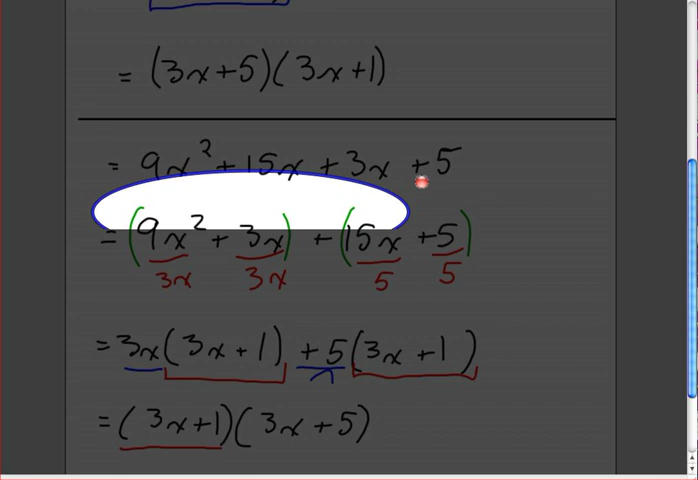 = (3x+5)(3x+1)
= 9x² + 15x + 3x + 5
= (9x² + 3x) + (15x + 5)
3x 3x 5 5
= 3x(3x+1) + 5(3x+1)
= (3x+1)(3x+5)